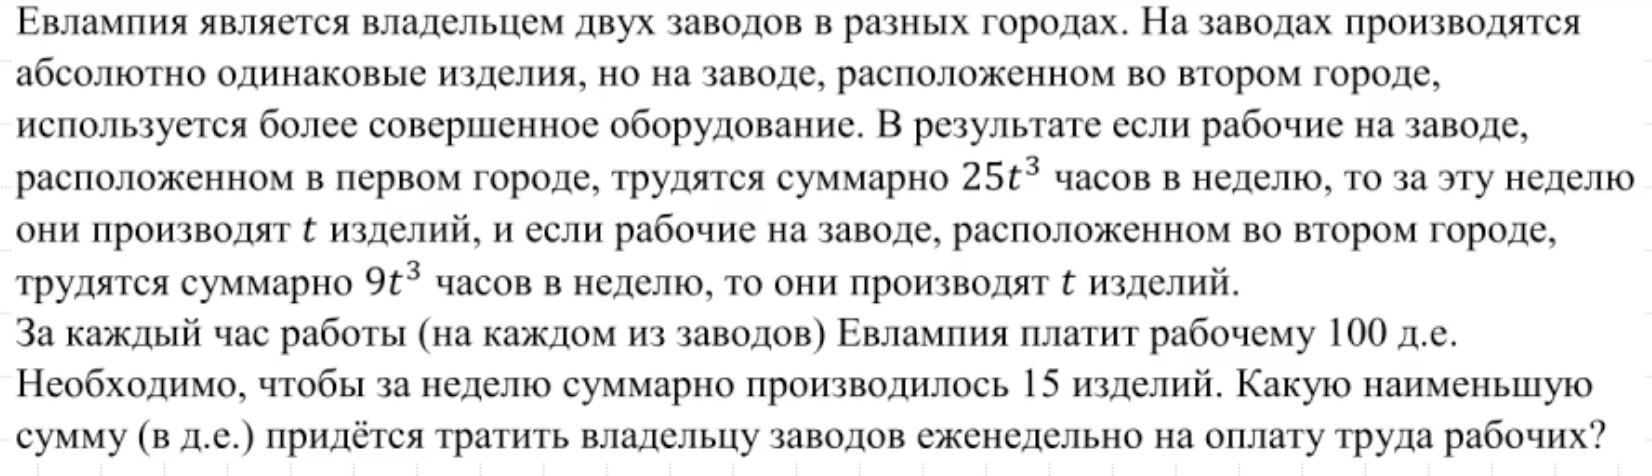 Евлампия является владельцем двух заводов в разных городах. На заводах производятся
абсолютно одинаковые изделия, но на заводе, расположенном во втором городе,
используется более совершенное оборудование. В результате если рабочие на заводе,
расположенном в первом городе, трудятся суммарно 25t³ часов в неделю, то за эту неделю
они производят t изделий, и если рабочие на заводе, расположенном во втором городе,
трудятся суммарно 9t³ часов в неделю, то они производят t изделий.
За каждый час работы (на каждом из заводов) Евлампия платит рабочему 100 д.е.
Необходимо, чтобы за неделю суммарно производилось 15 изделий. Какую наименьшую
сумму (в д.е.) придётся тратить владельцу заводов еженедельно на оплату труда рабочих?